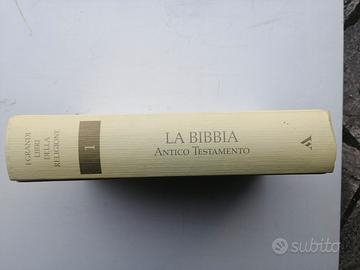 I GRANDI
LIBRI
DELLA
RELIGIONE
1
LA BIBBIA
ANTICO TESTAMENTO
subito